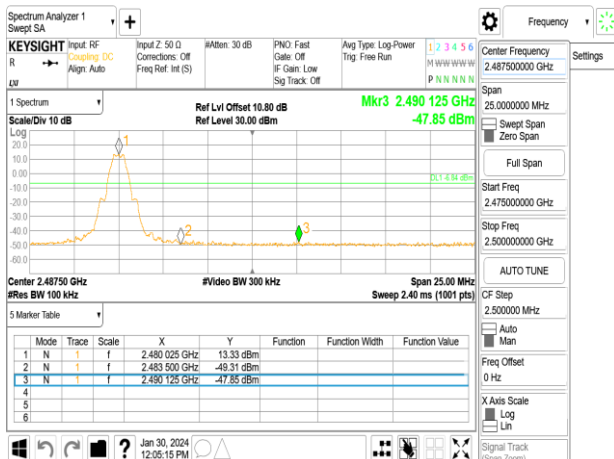 Spectrum Analyzer 1
Swept SA
+
Frequency
KEYSIGHT
R
LXI
Input: RF
Coupling: DC
Align: Auto
Input Z: 50 Ω
Corrections: Off
Freq Ref: Int (S)
#Atten: 30 dB
PNO: Fast
Gate: Off
IF Gain: Low
Sig Track: Off
Avg Type: Log-Power
Trig: Free Run
1 2 3 4 5 6
M W W W W W
P N N N N N
Center Frequency
2.487500000 GHz
Settings
Span
25.0000000 MHz
Swept Span
Zero Span
Full Span
Start Freq
2.475000000 GHz
Stop Freq
2.500000000 GHz
AUTO TUNE
CF Step
2.500000 MHz
Auto
Man
Freq Offset
0 Hz
X Axis Scale
Log
Lin
Signal Track
(Span Zoom)
1 Spectrum
Scale/Div 10 dB
Ref Lvl Offset 10.80 dB
Ref Level 30.00 dBm
Mkr3 2.490 125 GHz
-47.85 dBm
Log
20.0
10.0
0.00
-10.0
-20.0
-30.0
-40.0
-50.0
-60.0
1
2
3
Center 2.48750 GHz
#Res BW 100 kHz
#Video BW 300 kHz
Span 25.00 MHz
Sweep 2.40 ms (1001 pts)
5 Marker Table
Mode Trace Scale X Y Function Function Width Function Value
1 N 1 f 2.480 025 GHz 13.33 dBm
2 N 1 f 2.483 500 GHz -49.31 dBm
3 N 1 f 2.490 125 GHz -47.85 dBm
4
5
6
?
Jan 30, 2024
12:05:15 PM